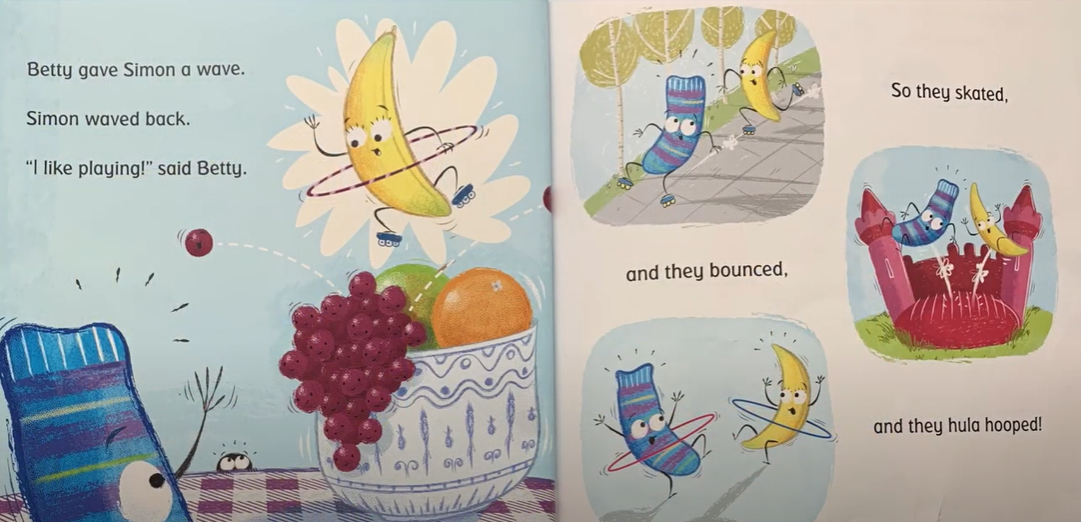 Betty gave Simon a wave.
Simon waved back.
“I like playing!” said Betty.
So they skated,
and they bounced,
and they hula hooped!